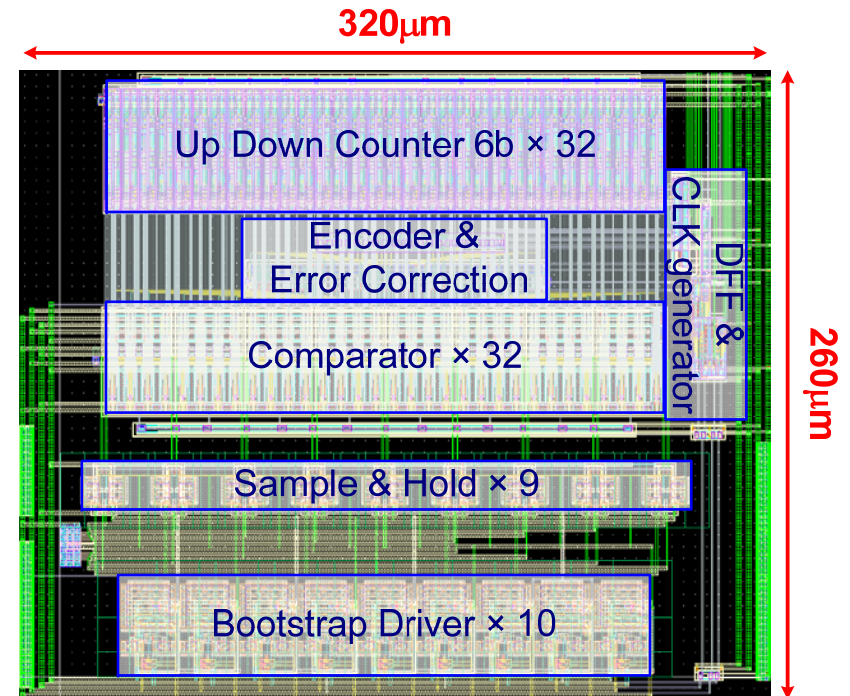 320μm
Up Down Counter 6b × 32
Encoder &
Error Correction
DFF &
CLK generator
Comparator × 32
260μm
Sample & Hold × 9
Bootstrap Driver × 10